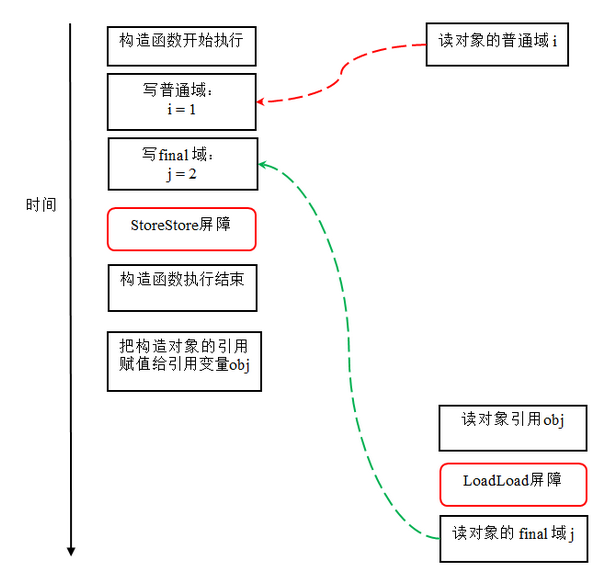 构造函数开始执行
读对象的普通域 i
写普通域：
i = 1
写final 域：
j = 2
时间
StoreStore屏障
构造函数执行结束
把构造对象的引用
赋值给引用变量obj
读对象引用obj
LoadLoad屏障
读对象的 final 域 j